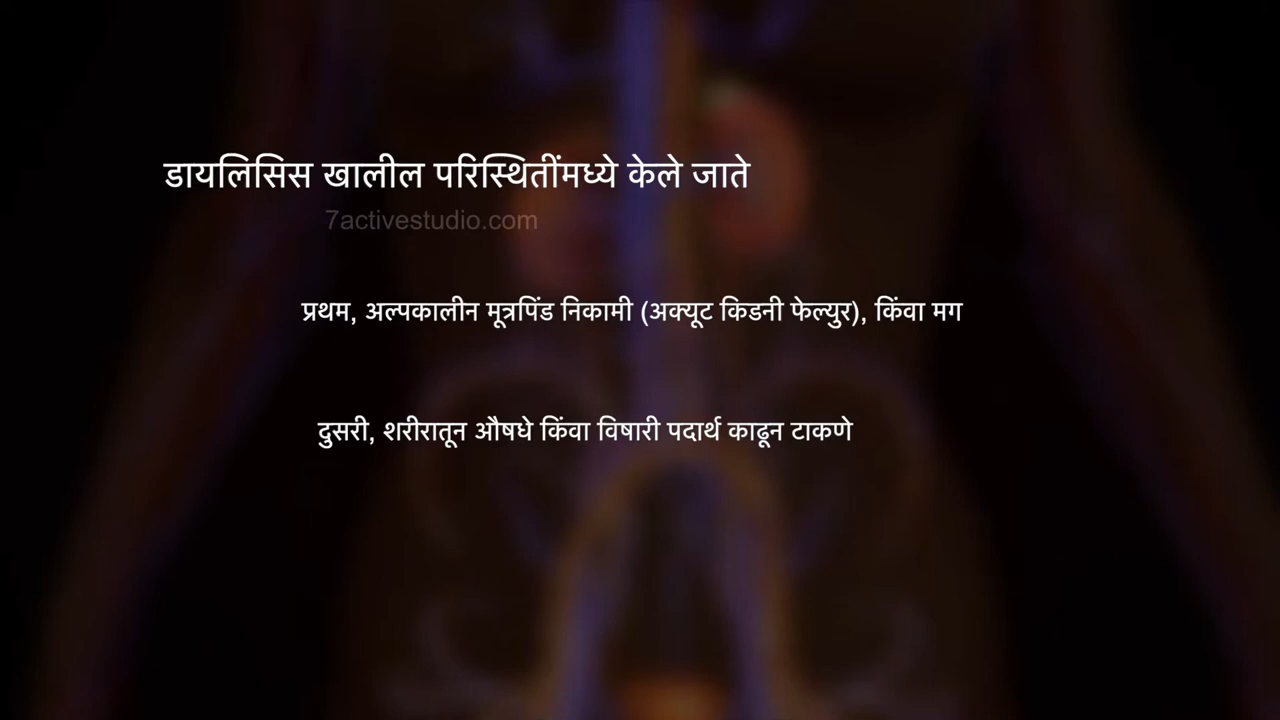 डायलिसिस खालील परिस्थितींमध्ये केले जाते
7activestudio.com
प्रथम, अल्पकालीन मूत्रपिंड निकामी (अक्यूट किडनी फेल्युर), किंवा मग
दुसरी, शरीरातून औषधे किंवा विषारी पदार्थ काढून टाकणे